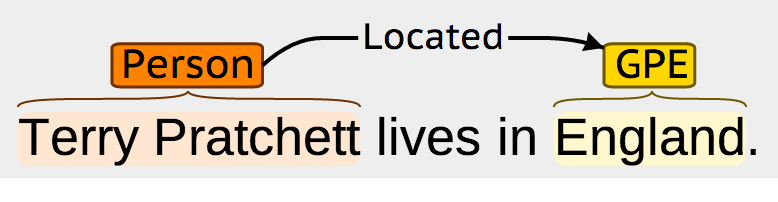 Located
Person GPE
Terry Pratchett lives in England.